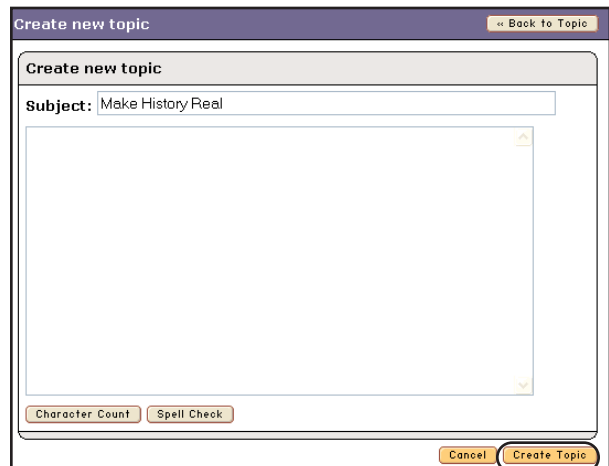 Create new topic « Back to Topic
Create new topic
Subject: Make History Real
Character Count Spell Check
Cancel Create Topic